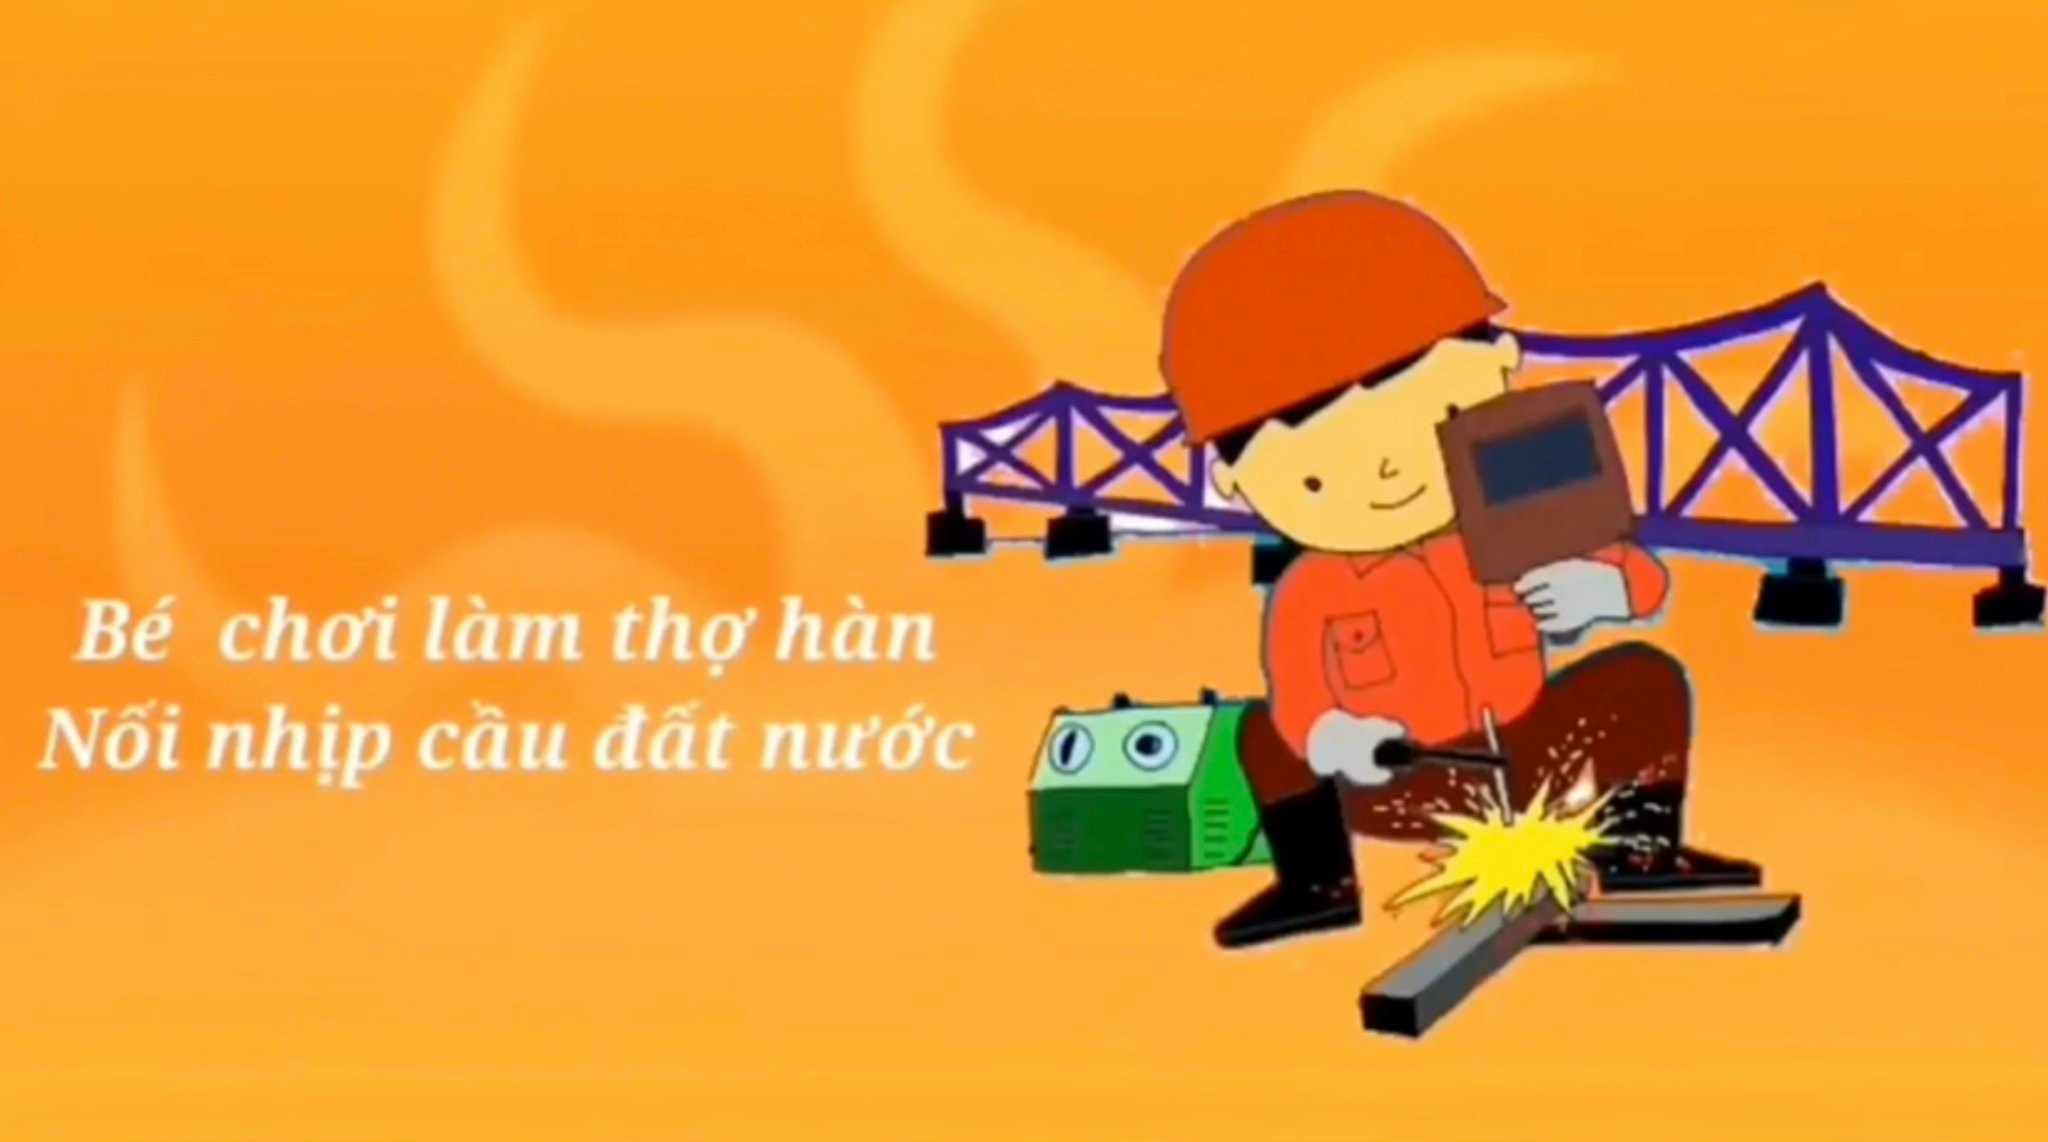 Bé chơi làm thợ hàn
Nối nhịp cầu đất nước